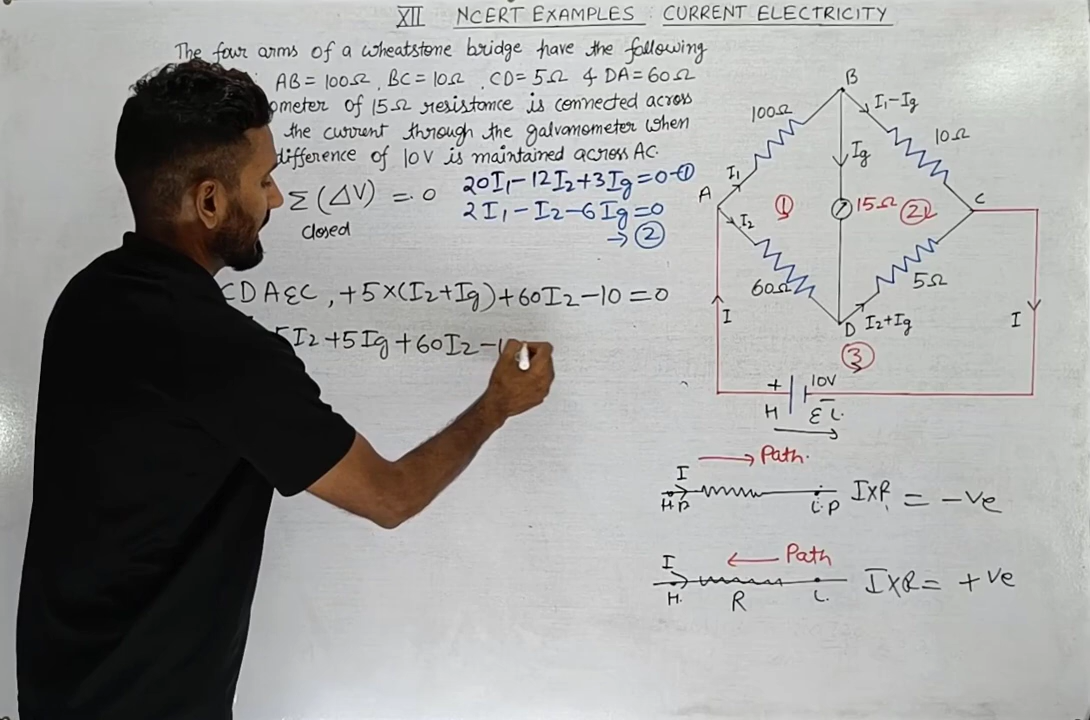 XII NCERT EXAMPLES : CURRENT ELECTRICITY
The four arms of a wheatstone bridge have the following
: AB = 100Ω, BC = 10Ω, CD = 5Ω & DA = 60Ω
ometer of 15Ω resistance is connected across
the current through the galvanometer when
difference of 10V is maintained across AC.
Σ(ΔV) = 0
closed
20I₁-12I₂+3Ig=0-①
2I₁-I₂-6Ig=0
→ ②
CDAEC, +5×(I₂+Ig)+60I₂-10=0
5I₂+5Ig+60I₂-1
B
100Ω
I₁-Ig
10Ω
I₁
Ig
A
①
15Ω
②
C
I₂
60Ω
5Ω
D
I₂+Ig
I
I
③
+
10V
-
H
ε
L.
I
Path.
H.P
L.P
I×R = -ve
I
Path
H.
R
L.
I×R = +ve